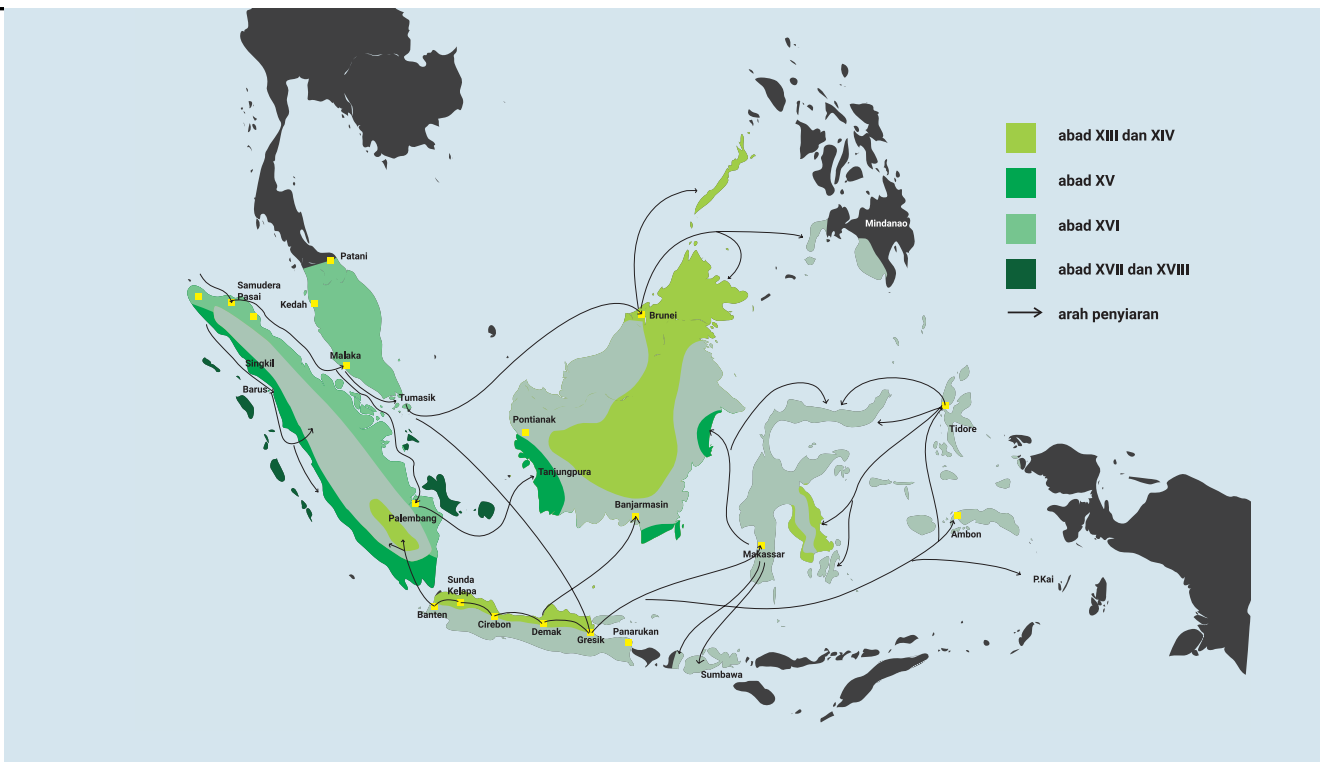 abad XIII dan XIV
abad XV
abad XVI
abad XVII dan XVIII
arah penyiaran
Mindanao
Patani
Samudera
Pasai
Kedah
Brunei
Malaka
Singkil
Barus
Tumasik
Pontianak
Tidore
Tanjungpura
Banjarmasin
Palembang
Ambon
Makassar
P.Kai
Sunda
Kelapa
Banten
Cirebon
Demak
Gresik
Panarukan
Sumbawa